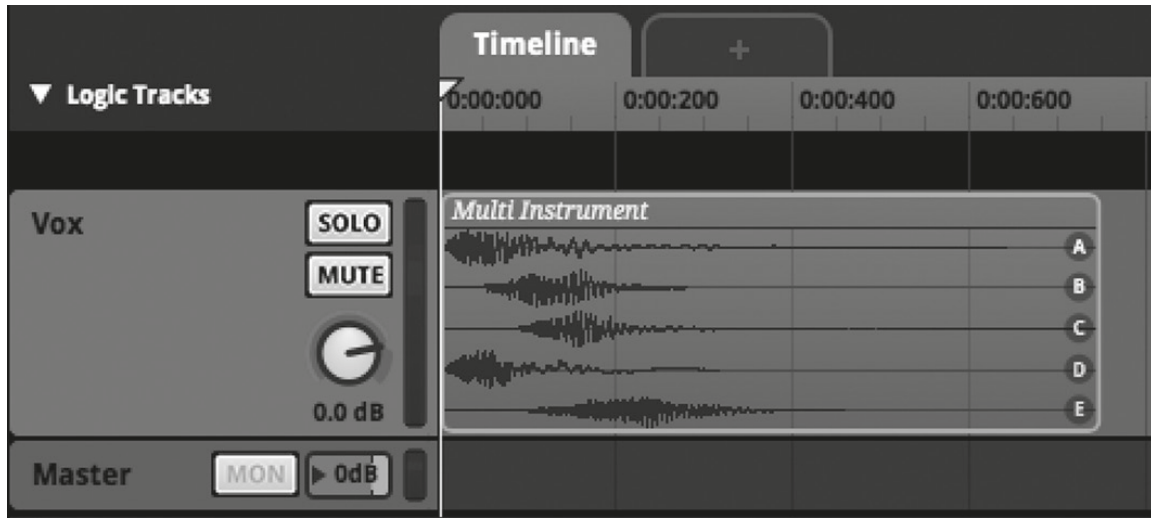 Timeline +
▼ Logic Tracks
0:00:000 0:00:200 0:00:400 0:00:600
Vox
SOLO
MUTE
0.0 dB
Multi Instrument
A
B
C
D
E
Master MON 0dB